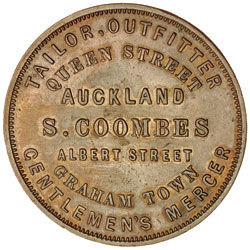 TAILOR, OUTFITTER
QUEEN STREET
AUCKLAND
S. COOMBES
ALBERT STREET
GRAHAM TOWN
GENTLEMEN'S MERCER